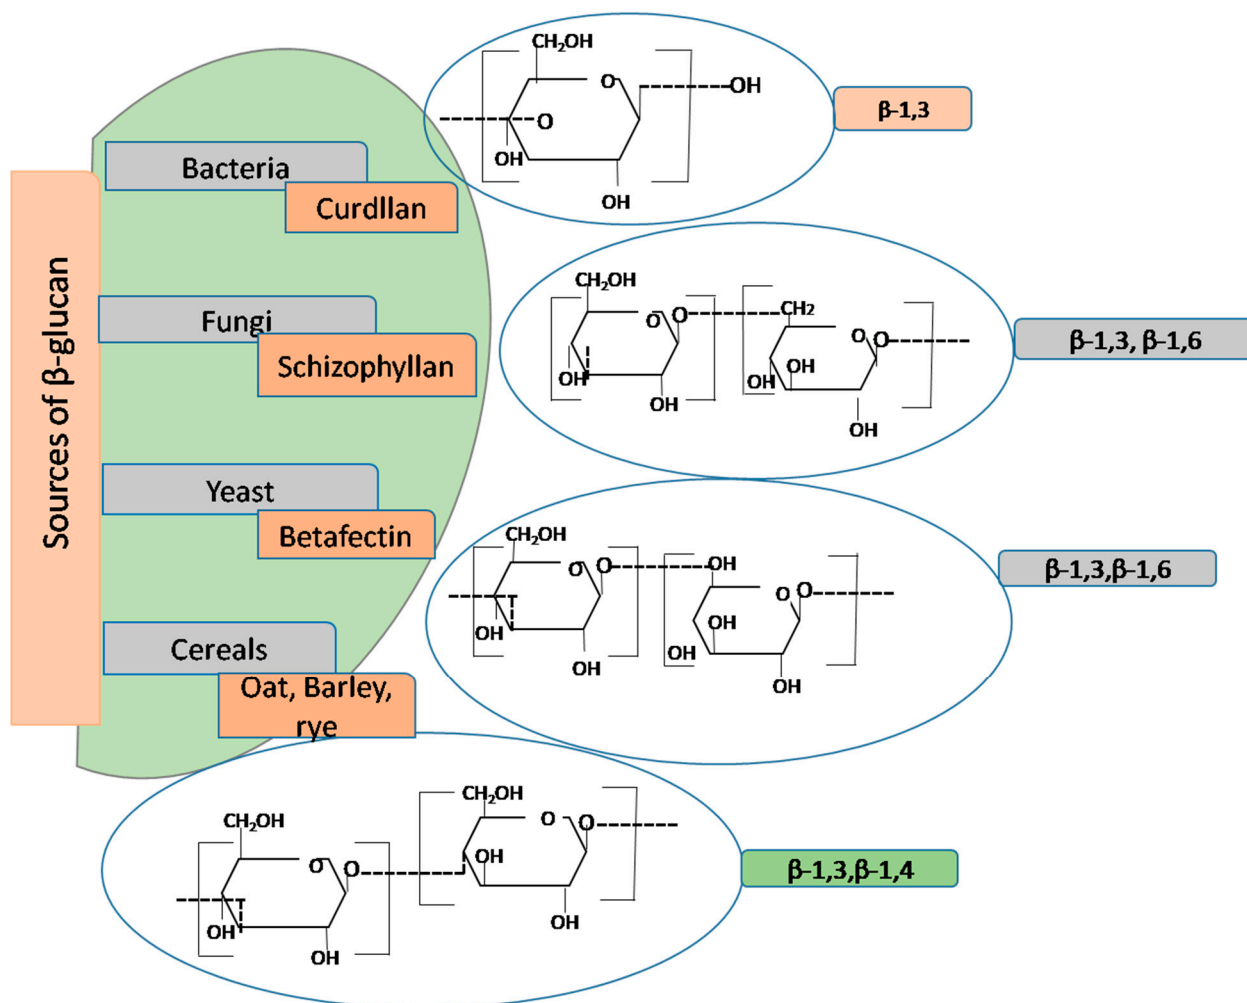 Sources of β-glucan
Bacteria
Curdllan
Fungi
Schizophyllan
Yeast
Betafectin
Cereals
Oat, Barley,
rye
CH₂OH
O
OH
O
OH
OH
β-1,3
CH₂OH
O
O
CH₂
O
O
OH
OH
OH
OH
OH
β-1,3, β-1,6
CH₂OH
O
O
OH
O
O
OH
OH
OH
OH
OH
β-1,3,β-1,6
CH₂OH
O
O
OH
OH
CH₂OH
O
O
OH
OH
β-1,3,β-1,4